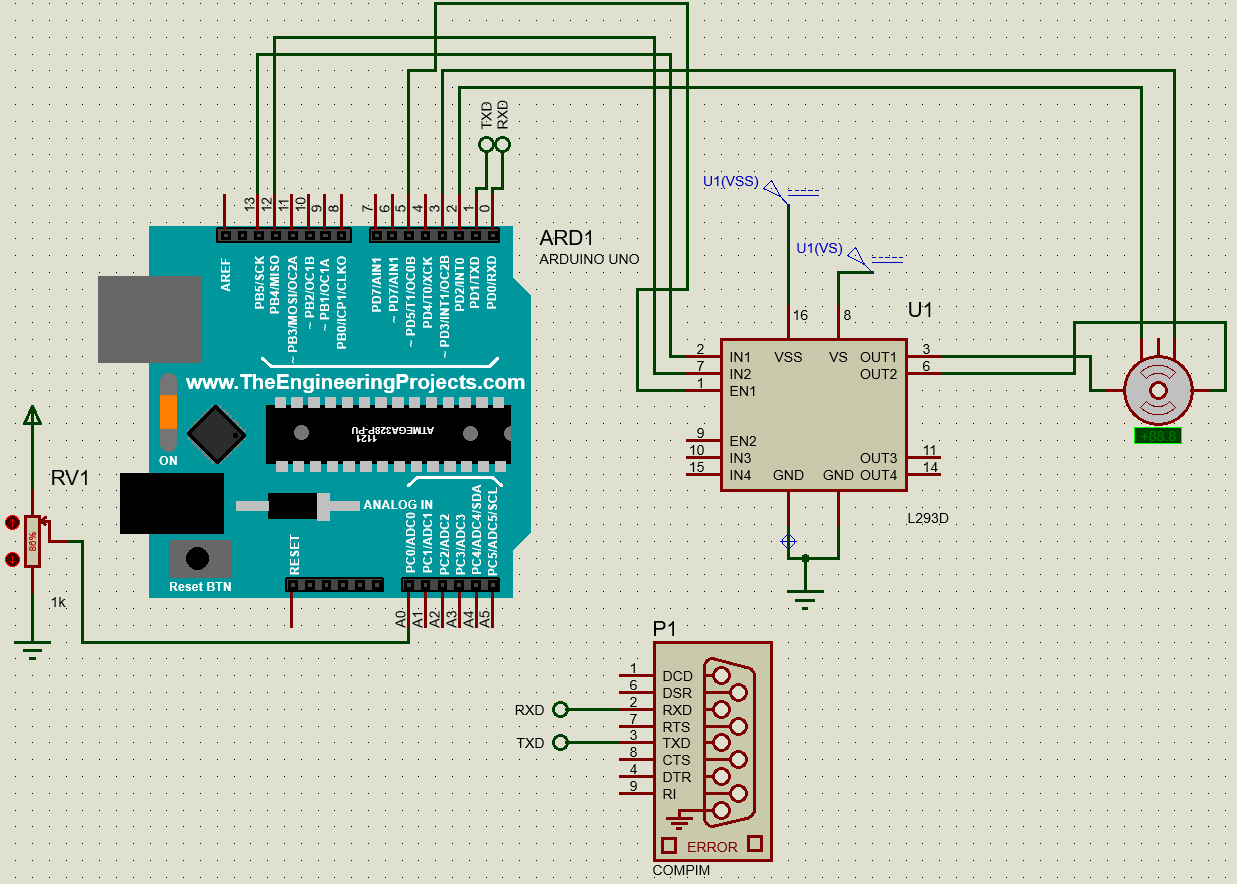 TXD
RXD
13
12
11
10
9
8
7
6
5
4
3
2
1
0
ARD1
ARDUINO UNO
AREF
PB5/SCK
PB4/MISO
~ PB3/MOSI/OC2A
~ PB2/OC1B
~ PB1/OC1A
PB0/ICP1/CLKO
PD7/AIN1
~ PD7/AIN1
~ PD5/T1/OC0B
PD4/T0/XCK
~ PD3/INT1/OC2B
PD2/INT0
PD1/TXD
PD0/RXD
www.TheEngineeringProjects.com
ATMEGA328P-PU
1121
ON
ANALOG IN
RESET
PC0/ADC0
PC1/ADC1
PC2/ADC2
PC3/ADC3
PC4/ADC4/SDA
PC5/ADC5/SCL
Reset BTN
A0
A1
A2
A3
A4
A5
RV1
86%
1k
U1(VSS)
U1(VS)
U1
16
8
2
7
1
9
10
15
IN1
IN2
EN1
EN2
IN3
IN4
VSS
VS
OUT1
OUT2
OUT3
OUT4
GND
GND
3
6
11
14
L293D
+88.8
P1
1
6
2
7
3
8
4
9
DCD
DSR
RXD
RTS
TXD
CTS
DTR
RI
RXD
TXD
ERROR
COMPIM